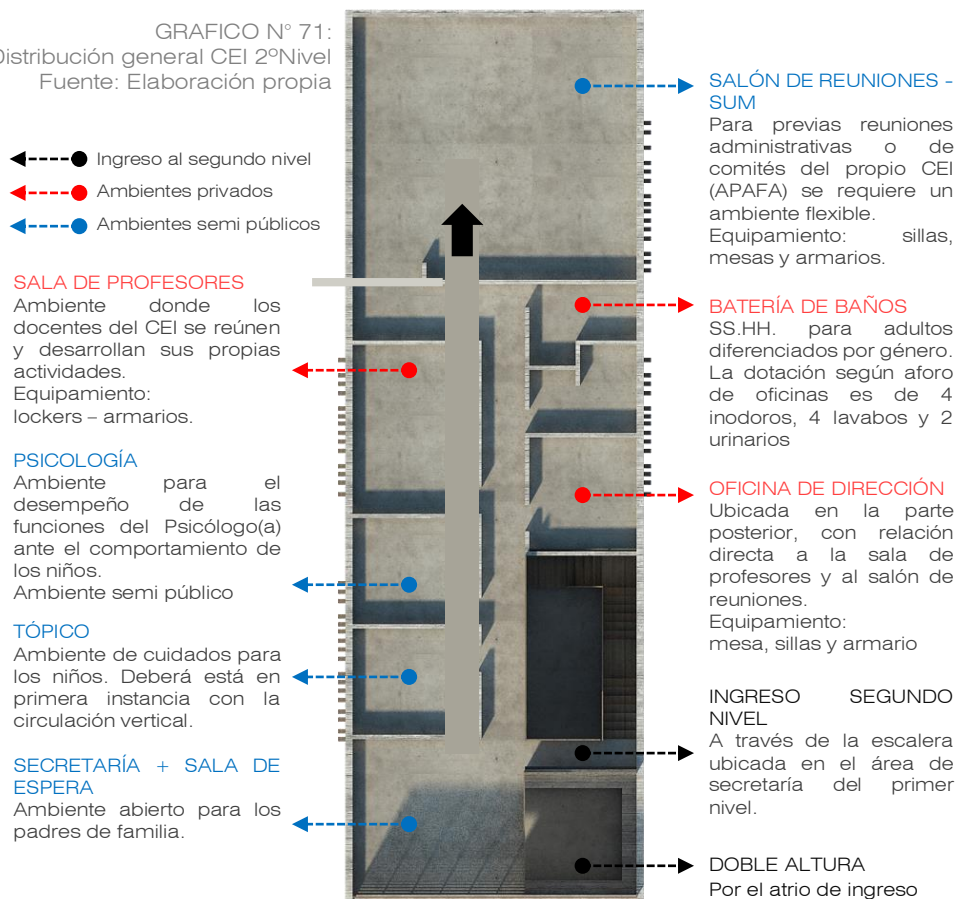 GRAFICO N° 71:
Distribución general CEI 2ºNivel
Fuente: Elaboración propia
Ingreso al segundo nivel
Ambientes privados
Ambientes semi públicos
SALA DE PROFESORES
Ambiente donde los
docentes del CEI se reúnen
y desarrollan sus propias
actividades.
Equipamiento:
lockers – armarios.
PSICOLOGÍA
Ambiente para el
desempeño de las
funciones del Psicólogo(a)
ante el comportamiento de
los niños.
Ambiente semi público
TÓPICO
Ambiente de cuidados para
los niños. Deberá está en
primera instancia con la
circulación vertical.
SECRETARÍA + SALA DE
ESPERA
Ambiente abierto para los
padres de familia.
SALÓN DE REUNIONES -
SUM
Para previas reuniones
administrativas o de
comités del propio CEI
(APAFA) se requiere un
ambiente flexible.
Equipamiento: sillas,
mesas y armarios.
BATERÍA DE BAÑOS
SS.HH. para adultos
diferenciados por género.
La dotación según aforo
de oficinas es de 4
inodoros, 4 lavabos y 2
urinarios
OFICINA DE DIRECCIÓN
Ubicada en la parte
posterior, con relación
directa a la sala de
profesores y al salón de
reuniones.
Equipamiento:
mesa, sillas y armario
INGRESO SEGUNDO
NIVEL
A través de la escalera
ubicada en el área de
secretaría del primer
nivel.
DOBLE ALTURA
Por el atrio de ingreso